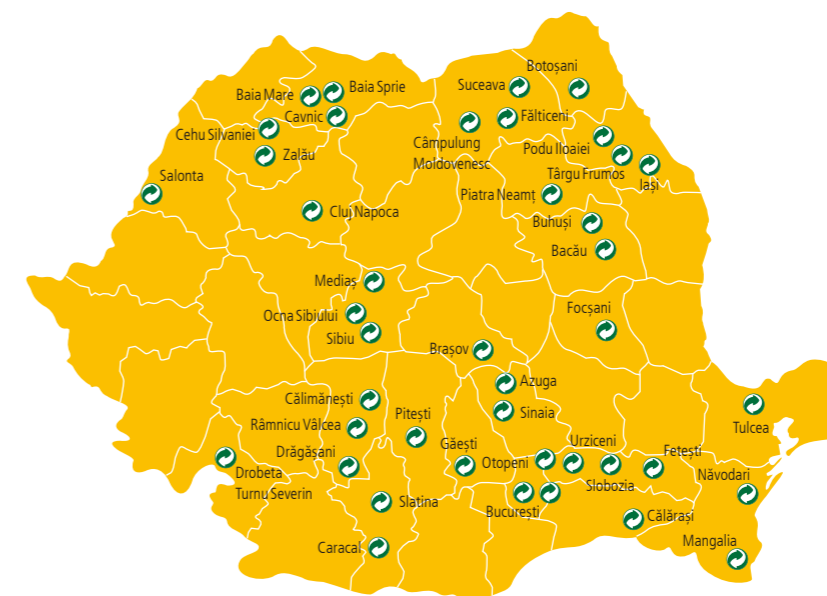 Botoșani
Suceava
Baia Sprie
Baia Mare
Cavnic
Fălticeni
Cehu Silvaniei
Câmpulung
Moldovenesc
Podu Iloaiei
Zalău
Târgu Frumos
Iași
Salonta
Piatra Neamț
Cluj Napoca
Buhuși
Bacău
Mediaș
Ocna Sibiului
Focșani
Sibiu
Brașov
Azuga
Călimănești
Pitești
Sinaia
Râmnicu Vâlcea
Tulcea
Găești
Urziceni
Drăgășani
Otopeni
Fetești
Drobeta
Turnu Severin
Năvodari
Slobozia
Slatina
București
Călărași
Caracal
Mangalia